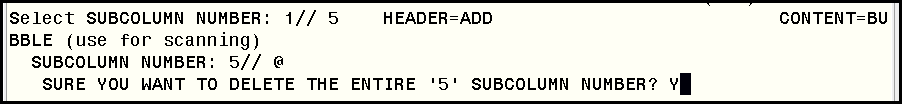 Select SUBCOLUMN NUMBER: 1// 5    HEADER=ADD                              CONTENT=BU
BBLE (use for scanning)
  SUBCOLUMN NUMBER: 5// @
   SURE YOU WANT TO DELETE THE ENTIRE '5' SUBCOLUMN NUMBER? Y